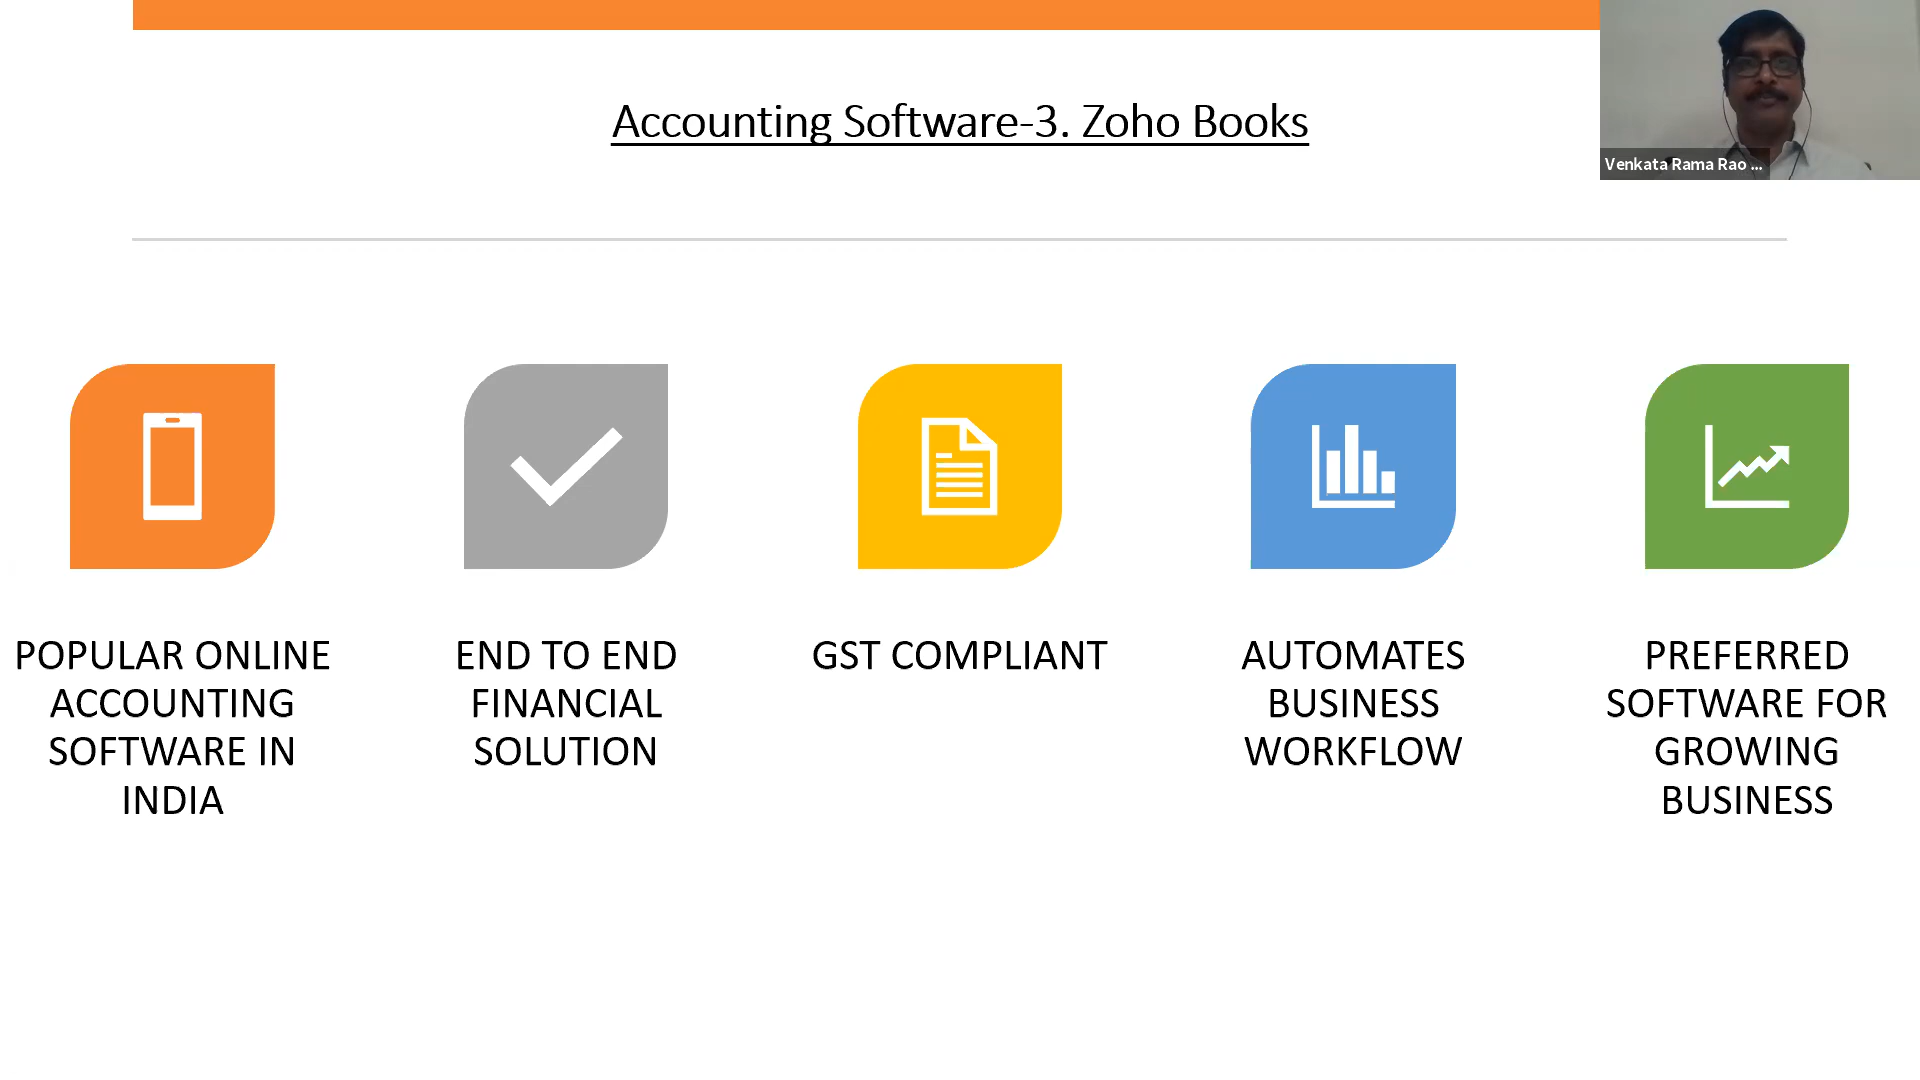 Accounting Software-3. Zoho Books
Venkata Rama Rao ...
POPULAR ONLINE
ACCOUNTING
SOFTWARE IN
INDIA
END TO END
FINANCIAL
SOLUTION
GST COMPLIANT
AUTOMATES
BUSINESS
WORKFLOW
PREFERRED
SOFTWARE FOR
GROWING
BUSINESS